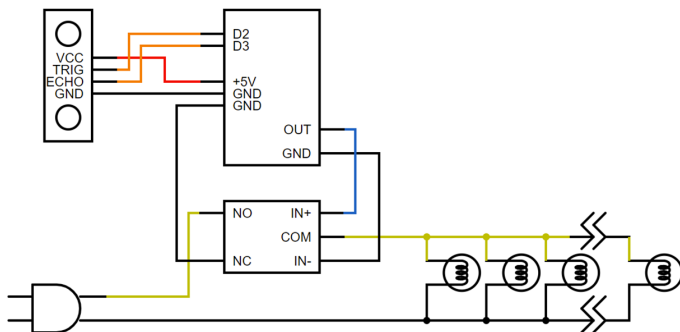 VCC
TRIG
ECHO
GND
D2
D3
+5V
GND
GND
OUT
GND
NO
NC
IN+
COM
IN-